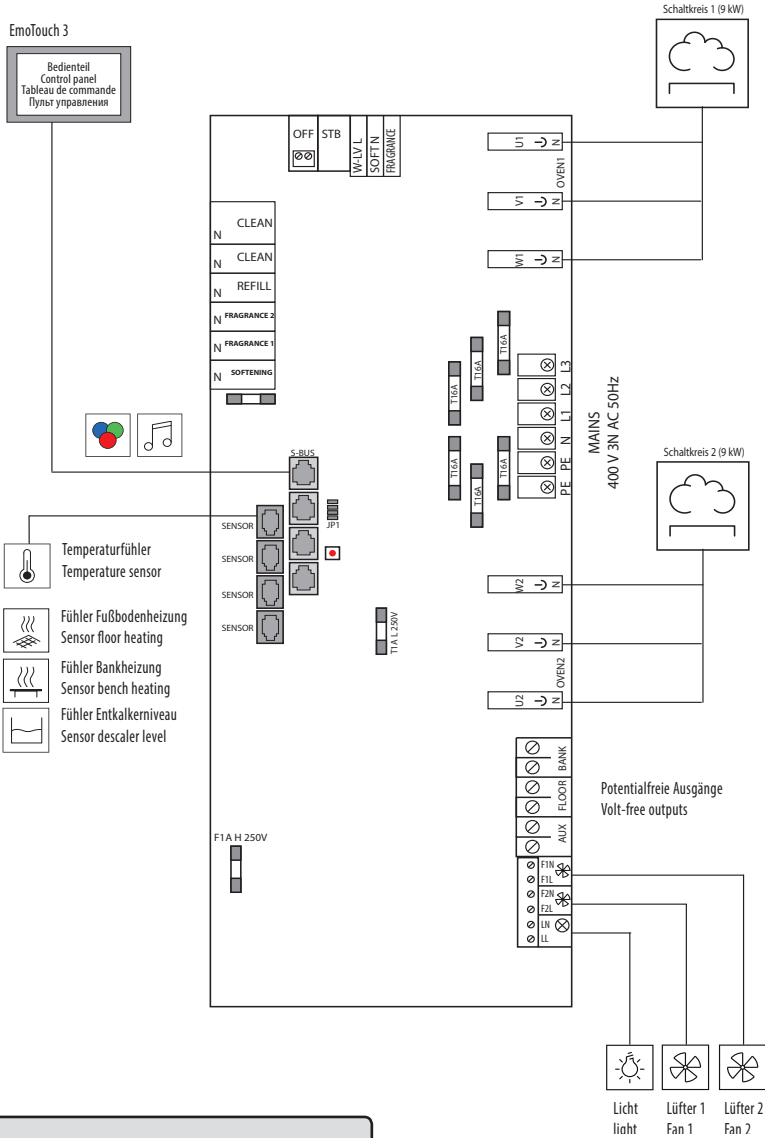 Schaltkreis 1 (9 kW)
EmoTouch 3
Bedienteil
Control panel
Tableau de commande
Пульт управления
OFF
STB
W-LV L
SOFT N
FRAGRANCE
U1 N
OVEN1
V1 N
W1 N
N CLEAN
N CLEAN
N REFILL
N FRAGRANCE 2
N FRAGRANCE 1
N SOFTENING
T16A
T16A
T16A
T16A
T16A
T16A
L3
L2
L1
N
PE
PE
MAINS
400 V 3N AC 50Hz
Schaltkreis 2 (9 kW)
S-BUS
JP1
SENSOR
SENSOR
SENSOR
SENSOR
Temperaturfühler
Temperature sensor
Fühler Fußbodenheizung
Sensor floor heating
Fühler Bankheizung
Sensor bench heating
Fühler Entkalkerniveau
Sensor descaler level
T1A L 250V
W2 N
V2 N
OVEN2
U2 N
BANK
FLOOR
AUX
Potentialfreie Ausgänge
Volt-free outputs
F1A H 250V
F1N
F1L
F2N
F2L
LN
LL
Licht
light
Lüfter 1
Fan 1
Lüfter 2
Fan 2